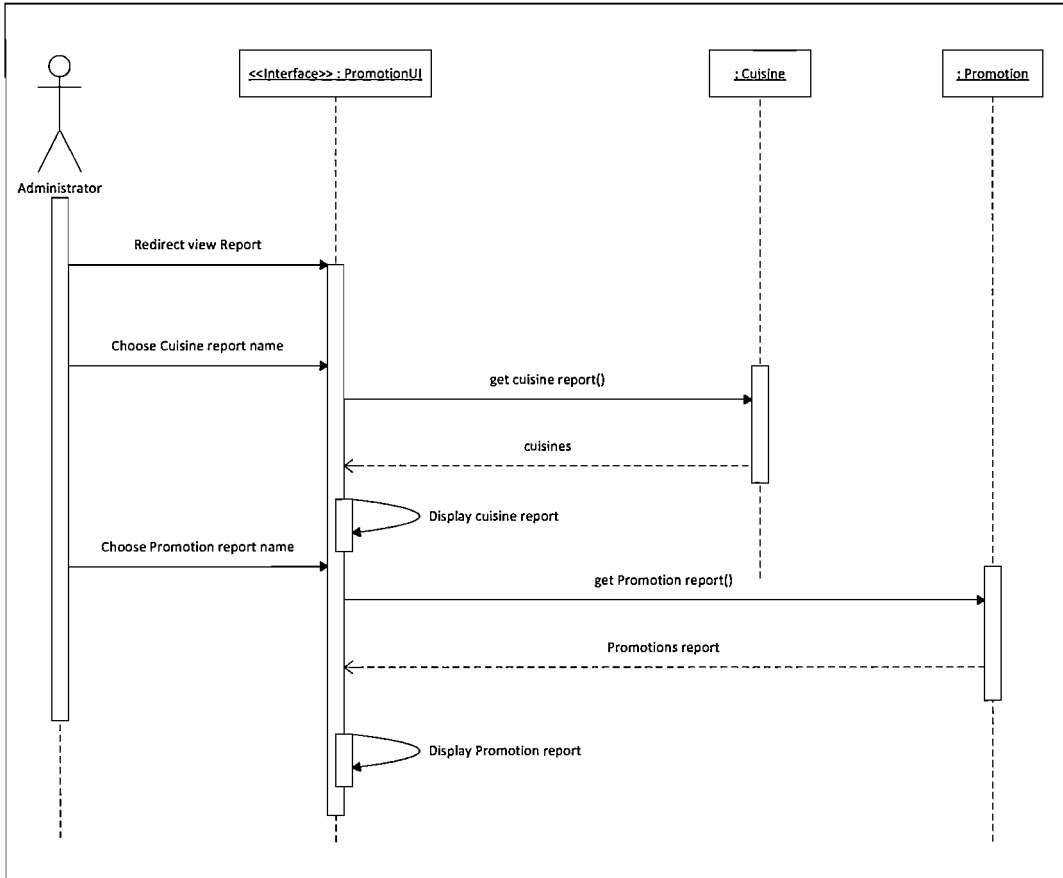 <<Interface>> : PromotionUI
: Cuisine
: Promotion
Administrator
Redirect view Report
Choose Cuisine report name
get cuisine report()
cuisines
Display cuisine report
Choose Promotion report name
get Promotion report()
Promotions report
Display Promotion report